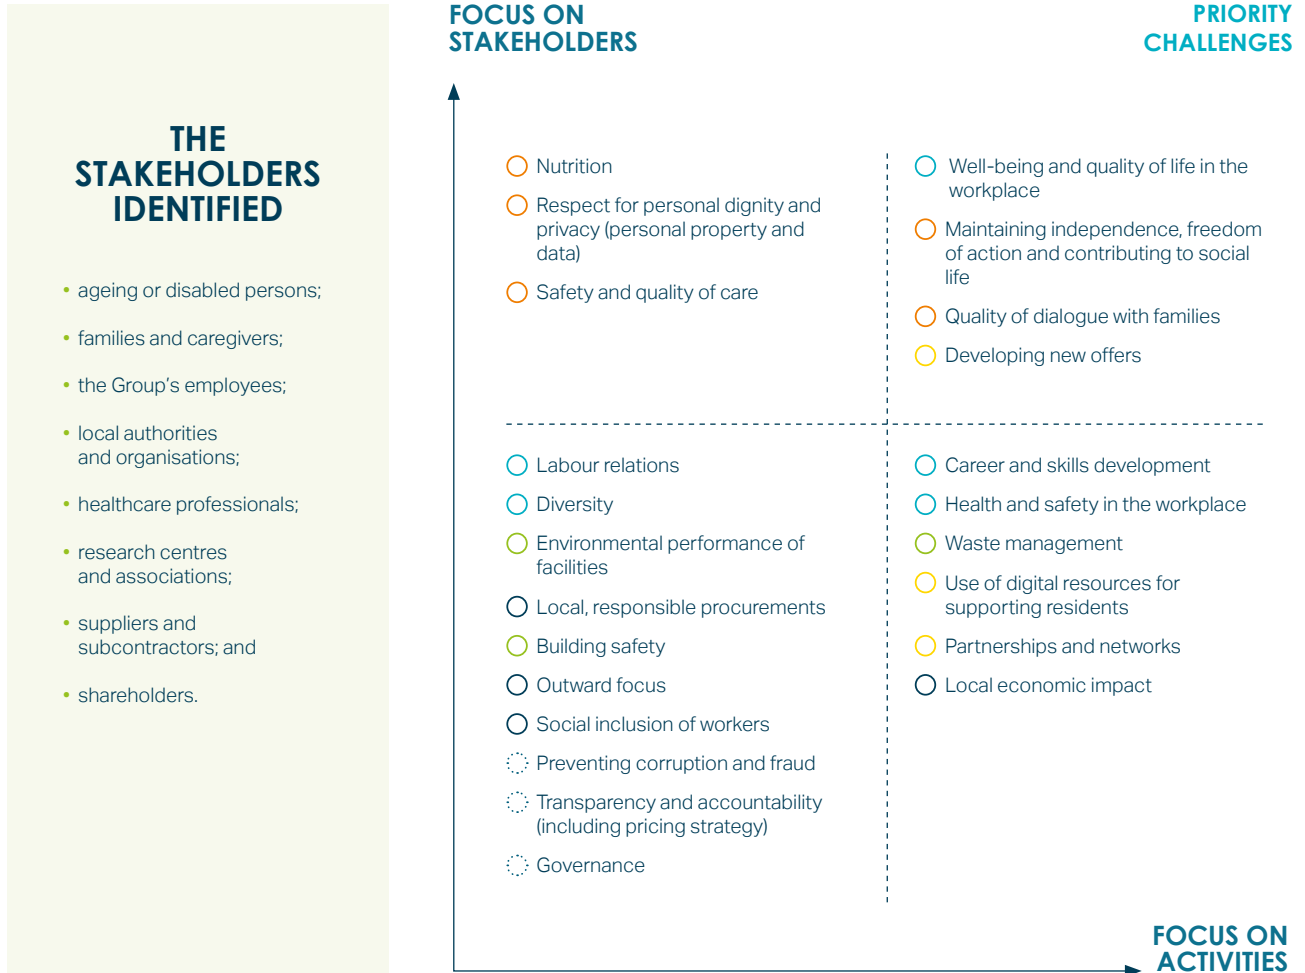 THE
STAKEHOLDERS
IDENTIFIED
• ageing or disabled persons;
• families and caregivers;
• the Group's employees;
• local authorities
and organisations;
• healthcare professionals;
• research centres
and associations;
• suppliers and
subcontractors; and
• shareholders.
FOCUS ON
STAKEHOLDERS
PRIORITY
CHALLENGES
Nutrition
Respect for personal dignity and
privacy (personal property and
data)
Safety and quality of care
Well-being and quality of life in the
workplace
Maintaining independence, freedom
of action and contributing to social
life
Quality of dialogue with families
Developing new offers
Labour relations
Diversity
Environmental performance of
facilities
Local, responsible procurements
Building safety
Outward focus
Social inclusion of workers
Preventing corruption and fraud
Transparency and accountability
(including pricing strategy)
Governance
Career and skills development
Health and safety in the workplace
Waste management
Use of digital resources for
supporting residents
Partnerships and networks
Local economic impact
FOCUS ON
ACTIVITIES